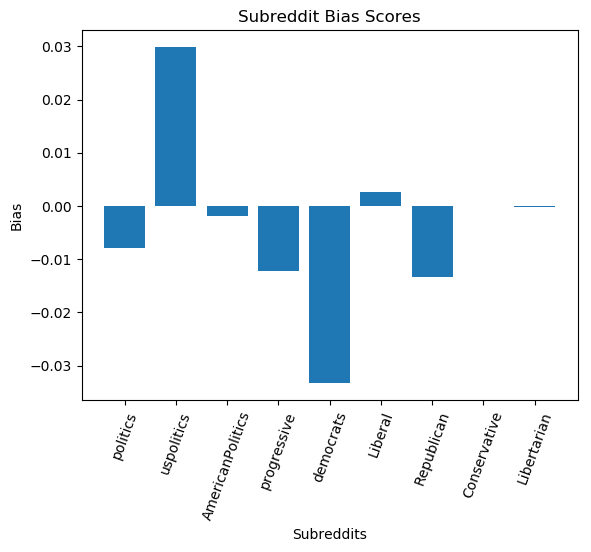 Subreddit Bias Scores
0.03
0.02
0.01
0.00
−0.01
−0.02
−0.03
Bias
politics
uspolitics
AmericanPolitics
progressive
democrats
Liberal
Republican
Conservative
Libertarian
Subreddits